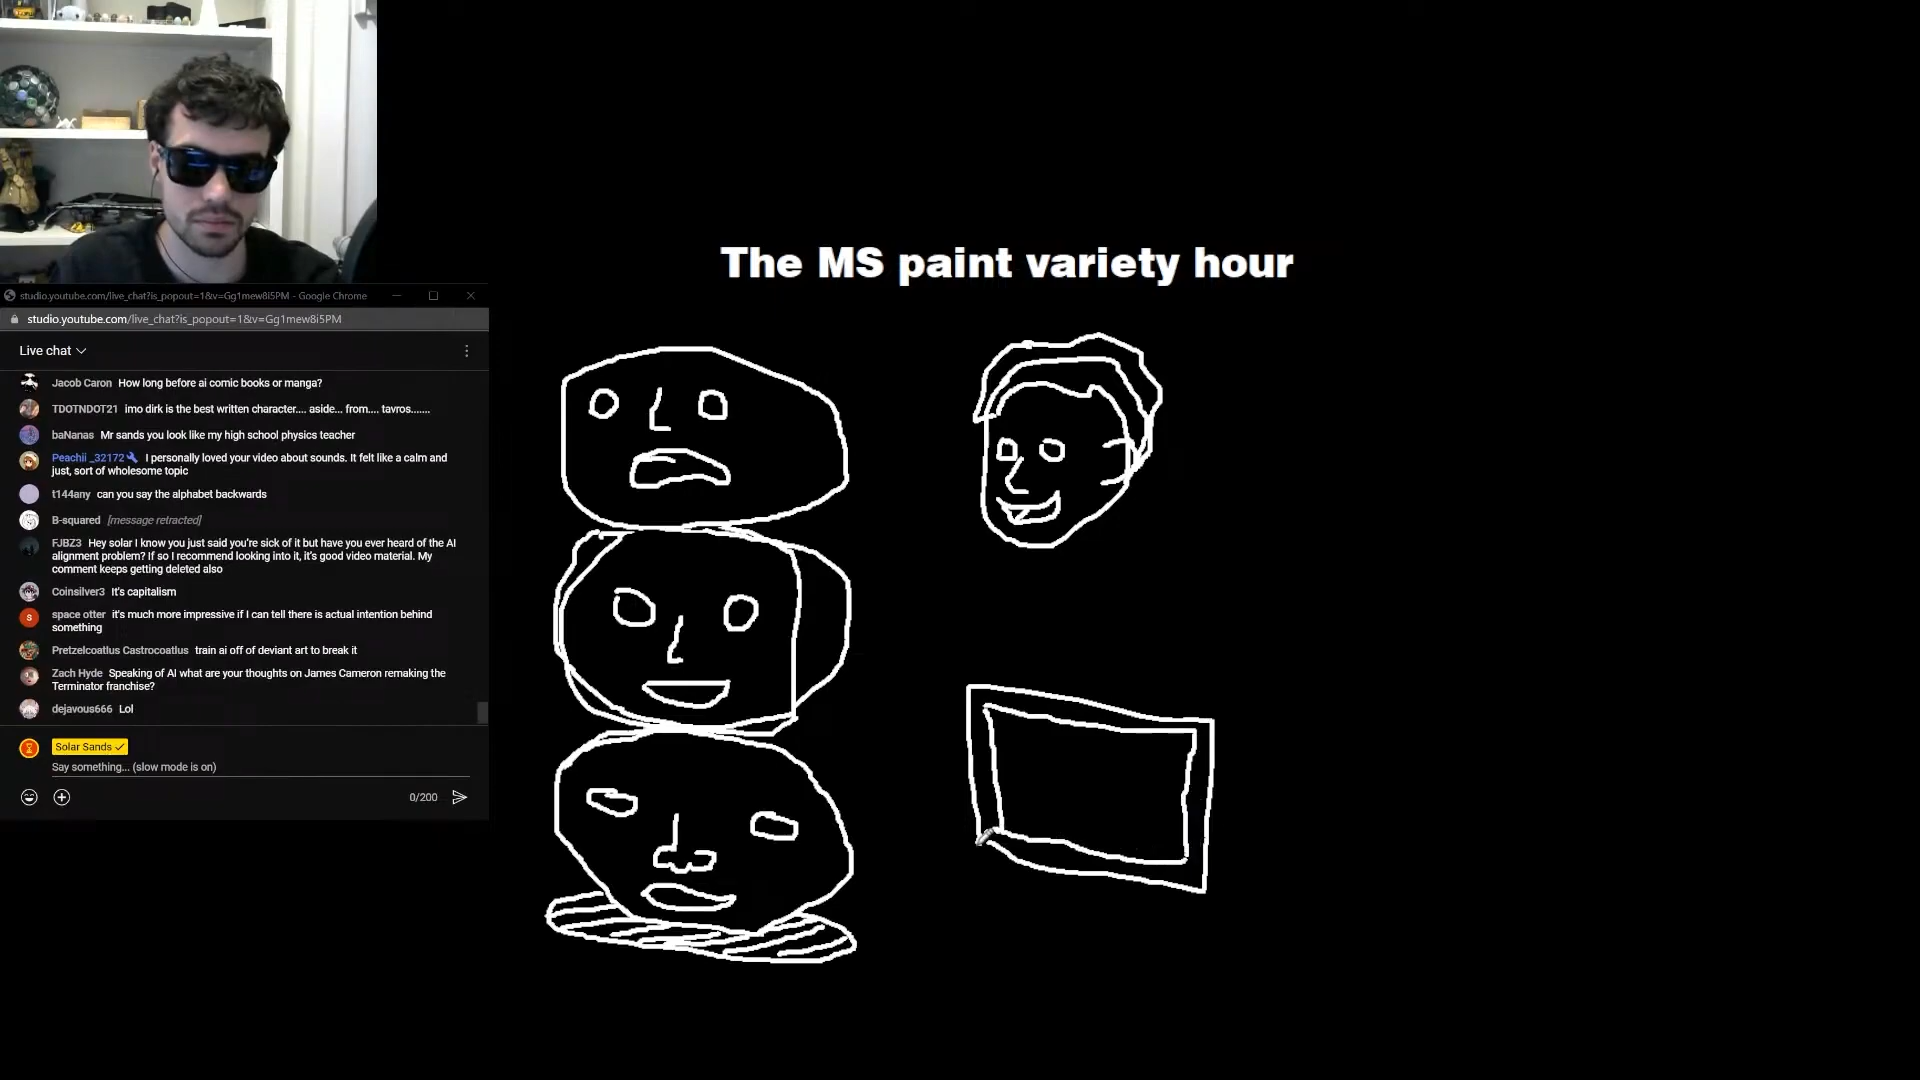 The MS paint variety hour
studio.youtube.com/live_chat?is_popout=1&v=Gg1mew8i5PM - Google Chrome
studio.youtube.com/live_chat?is_popout=1&v=Gg1mew8i5PM
Live chat
Jacob Caron How long before ai comic books or manga?
TDOTNDOT21 imo dirk is the best written character.... aside... from.... tavros.......
baNanas Mr sands you look like my high school physics teacher
Peachii _32172 I personally loved your video about sounds. It felt like a calm and
just, sort of wholesome topic
t144any can you say the alphabet backwards
B-squared [message retracted]
FJBZ3 Hey solar I know you just said you're sick of it but have you ever heard of the AI
alignment problem? If so I recommend looking into it, it's good video material. My
comment keeps getting deleted also
Coinsilver3 It's capitalism
S
space otter it's much more impressive if I can tell there is actual intention behind
something
Pretzelcoatlus Castrocoatlus train ai off of deviant art to break it
Zach Hyde Speaking of AI what are your thoughts on James Cameron remaking the
Terminator franchise?
dejavous666 Lol
Solar Sands
Say something... (slow mode is on)
0/200